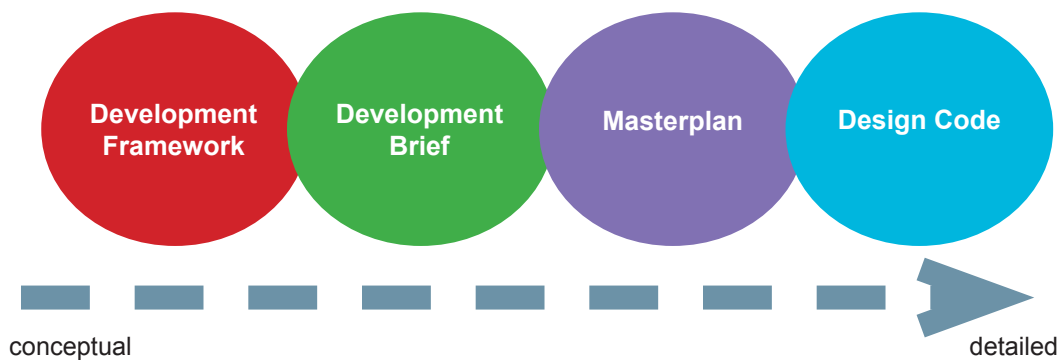 Development
Framework
Development
Brief
Masterplan
Design Code
conceptual
detailed